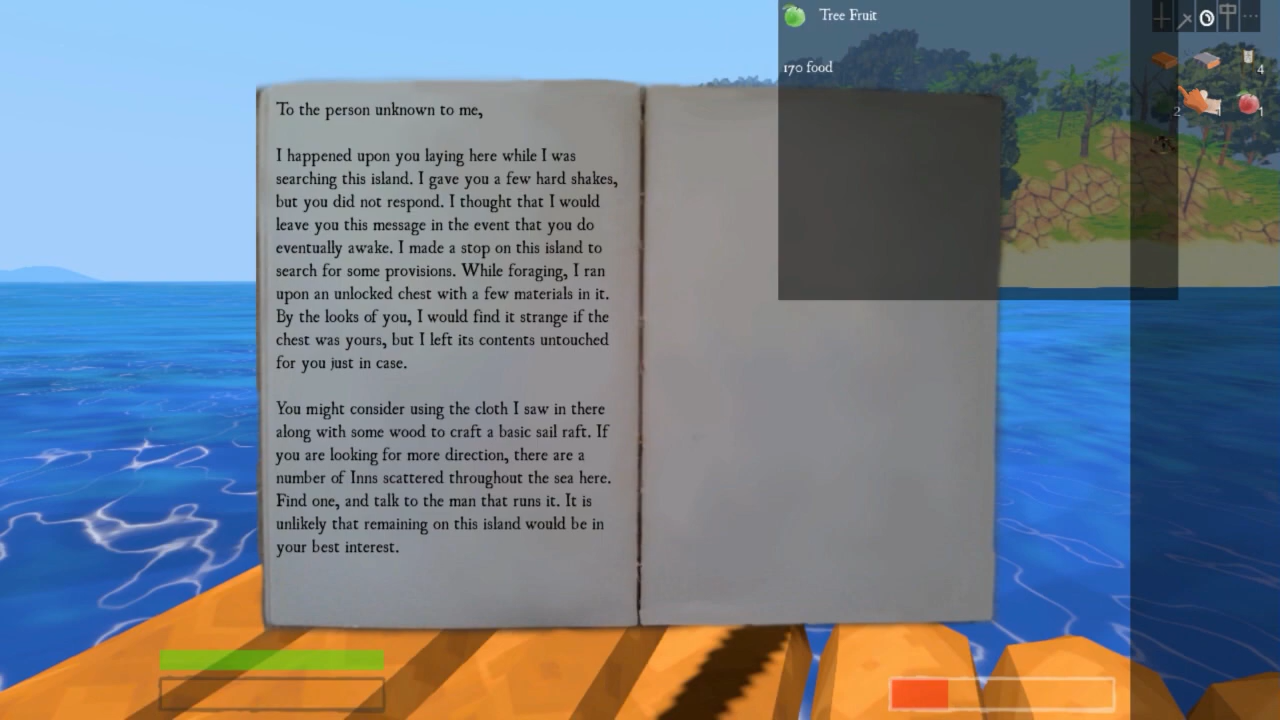 Tree Fruit
170 food
4
2
1
1
To the person unknown to me,
I happened upon you laying here while I was
searching this island. I gave you a few hard shakes,
but you did not respond. I thought that I would
leave you this message in the event that you do
eventually awake. I made a stop on this island to
search for some provisions. While foraging, I ran
upon an unlocked chest with a few materials in it.
By the looks of you, I would find it strange if the
chest was yours, but I left its contents untouched
for you just in case.
You might consider using the cloth I saw in there
along with some wood to craft a basic sail raft. If
you are looking for more direction, there are a
number of Inns scattered throughout the sea here.
Find one, and talk to the man that runs it. It is
unlikely that remaining on this island would be in
your best interest.